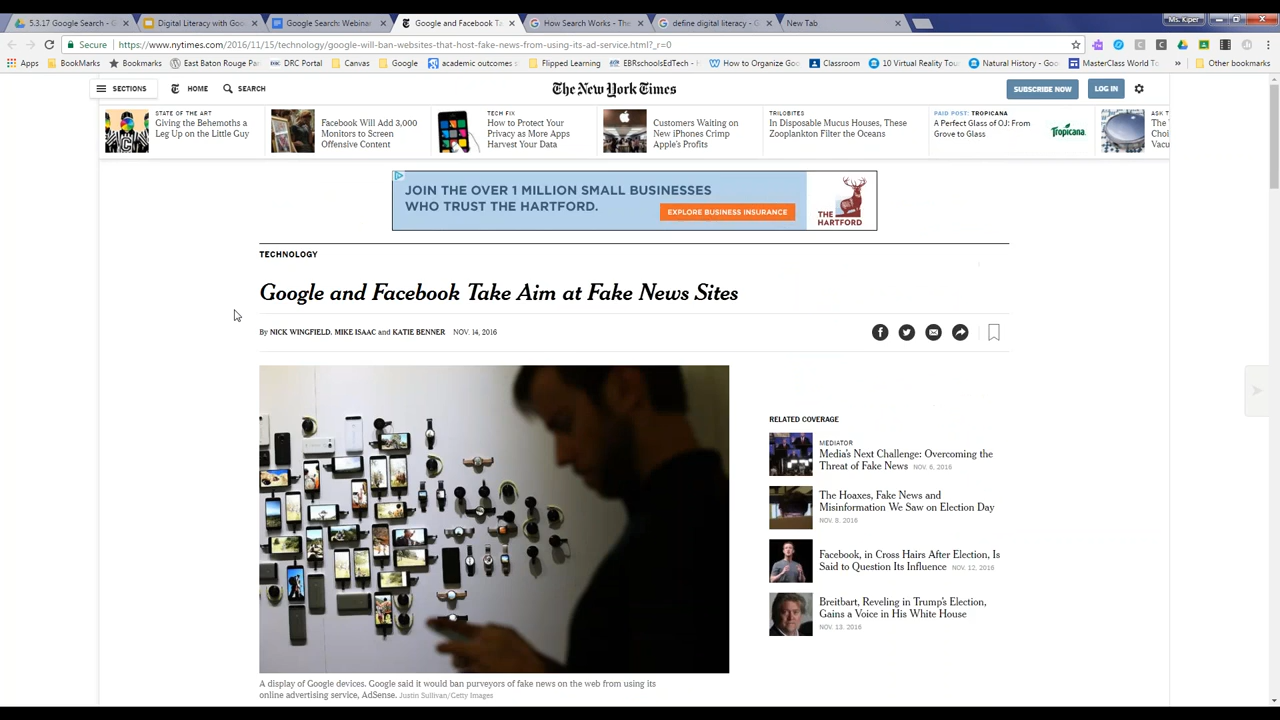 5.3.17 Google Search -
Digital Literacy with Goo
Google Search: Webinar
Google and Facebook Ta
How Search Works - The
define digital literacy - G
New Tab
Ms. Kiper
Secure
https://www.nytimes.com/2016/11/15/technology/google-will-ban-websites-that-host-fake-news-from-using-its-ad-service.html?_r=0
Apps
BookMarks
Bookmarks
East Baton Rouge Par
DRC Portal
Canvas
Google
academic outcomes
Flipped Learning
EBRschoolsEdTech -
How to Organize Goo
Classroom
10 Virtual Reality Tou
Natural History - Goo
MasterClass World To
»
Other bookmarks
SECTIONS
HOME
SEARCH
The New York Times
SUBSCRIBE NOW
LOG IN
STATE OF THE ART
Giving the Behemoths a
Leg Up on the Little Guy
Facebook Will Add 3,000
Monitors to Screen
Offensive Content
TECH FIX
How to Protect Your
Privacy as More Apps
Harvest Your Data
Customers Waiting on
New iPhones Crimp
Apple's Profits
TRILOBITES
In Disposable Mucus Houses, These
Zooplankton Filter the Oceans
PAID POST: TROPICANA
A Perfect Glass of OJ: From
Grove to Glass
Tropicana
ASK T
The
Choi
Vacu
JOIN THE OVER 1 MILLION SMALL BUSINESSES
WHO TRUST THE HARTFORD.
EXPLORE BUSINESS INSURANCE
THE
HARTFORD
TECHNOLOGY
Google and Facebook Take Aim at Fake News Sites
By NICK WINGFIELD, MIKE ISAAC and KATIE BENNER NOV. 14, 2016
RELATED COVERAGE
MEDIATOR
Media's Next Challenge: Overcoming the
Threat of Fake News NOV. 6, 2016
The Hoaxes, Fake News and
Misinformation We Saw on Election Day
NOV. 8, 2016
Facebook, in Cross Hairs After Election, Is
Said to Question Its Influence NOV. 12, 2016
Breitbart, Reveling in Trump's Election,
Gains a Voice in His White House
NOV. 13, 2016
A display of Google devices. Google said it would ban purveyors of fake news on the web from using its
online advertising service, AdSense. Justin Sullivan/Getty Images